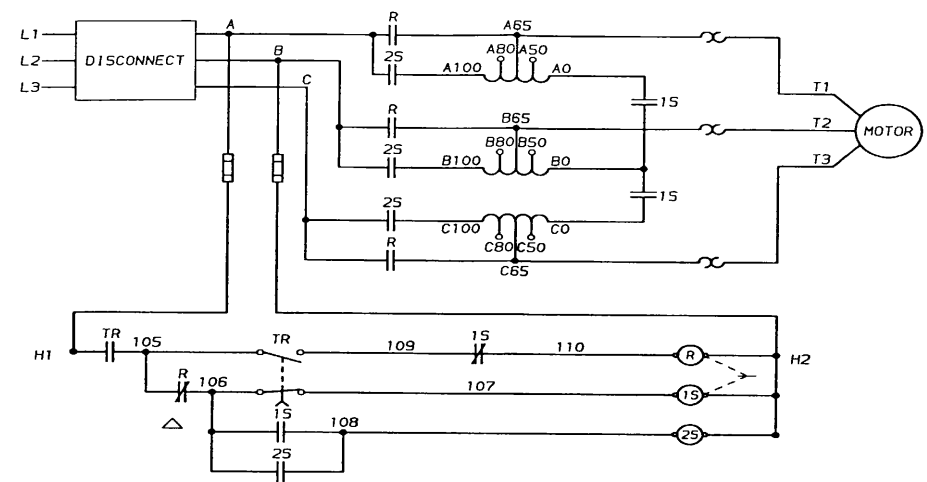 R
A65
L1
A
2S
A80 A50
L2
DISCONNECT
B
A100
A0
L3
C
1S
T1
R
B65
T2
MOTOR
2S
B80 B50
B100
B0
T3
1S
2S
C100
C0
R
C80 C50
C65
TR
TR
1S
H1
105
109
110
R
H2
R
106
107
1S
1S
108
2S
2S